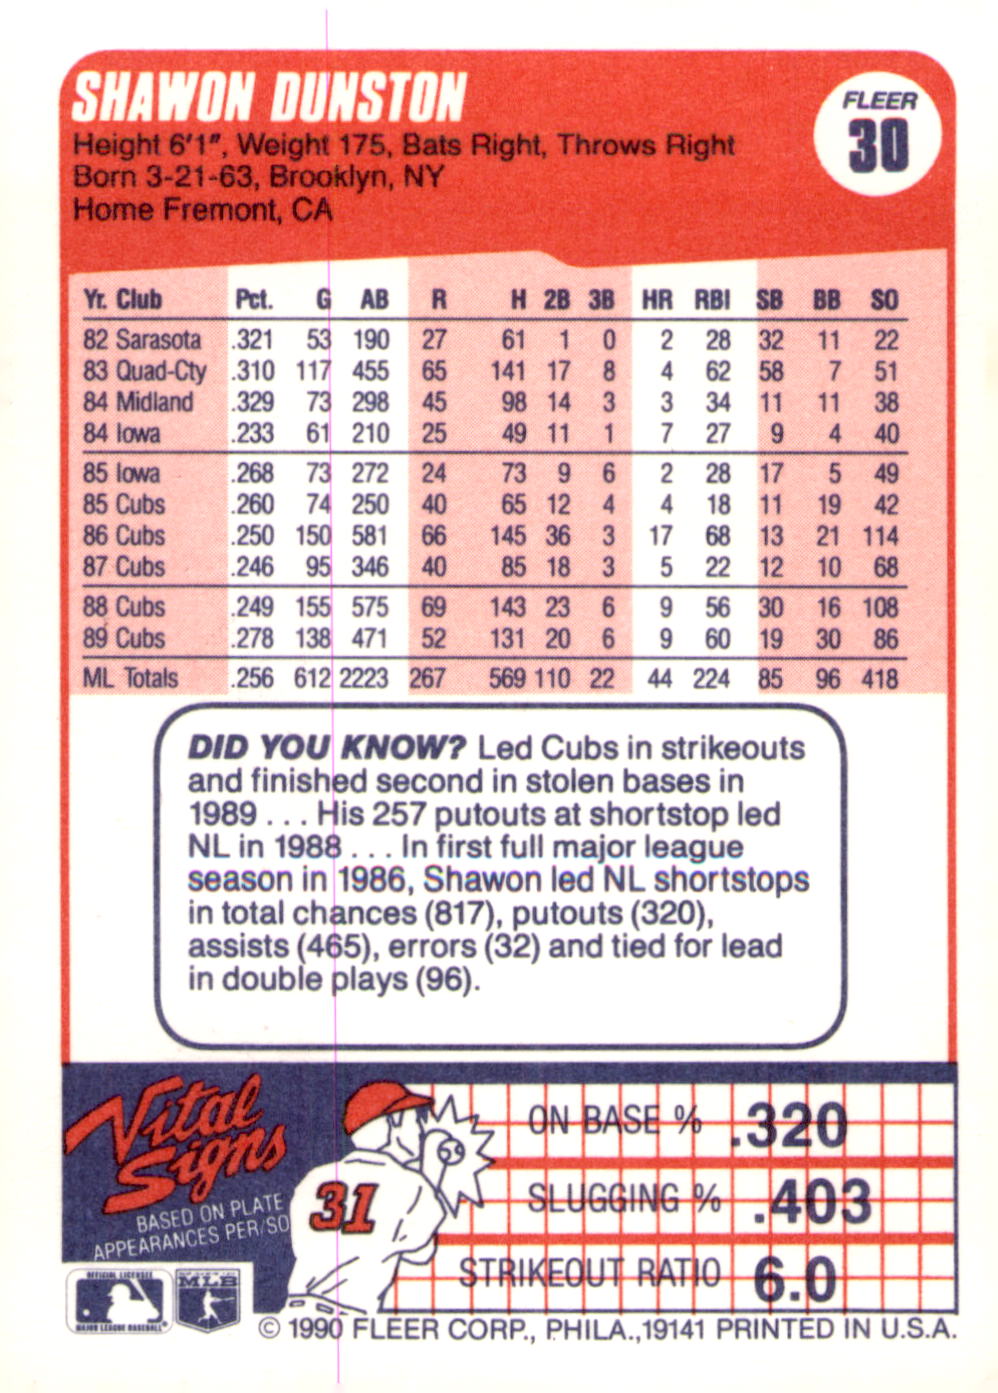 SHAWON DUNSTON
FLEER
30
Height 6'1", Weight 175, Bats Right, Throws Right
Born 3-21-63, Brooklyn, NY
Home Fremont, CA
Yr. Club Pct. G AB R H 2B 3B HR RBI SB BB SO
82 Sarasota .321 53 190 27 61 1 0 2 28 32 11 22
83 Quad-Cty .310 117 455 65 141 17 8 4 62 58 7 51
84 Midland .329 73 298 45 98 14 3 3 34 11 11 38
84 Iowa .233 61 210 25 49 11 1 7 27 9 4 40
85 Iowa .268 73 272 24 73 9 6 2 28 17 5 49
85 Cubs .260 74 250 40 65 12 4 4 18 11 19 42
86 Cubs .250 150 581 66 145 36 3 17 68 13 21 114
87 Cubs .246 95 346 40 85 18 3 5 22 12 10 68
88 Cubs .249 155 575 69 143 23 6 9 56 30 16 108
89 Cubs .278 138 471 52 131 20 6 9 60 19 30 86
ML Totals .256 612 2223 267 569 110 22 44 224 85 96 418
DID YOU KNOW? Led Cubs in strikeouts
and finished second in stolen bases in
1989 . . . His 257 putouts at shortstop led
NL in 1988 . . . In first full major league
season in 1986, Shawon led NL shortstops
in total chances (817), putouts (320),
assists (465), errors (32) and tied for lead
in double plays (96).
Vital
Signs
BASED ON PLATE
APPEARANCES PER/SO
31
ON BASE % .320
SLUGGING % .403
STRIKEOUT RATIO 6.0
OFFICIAL LICENSEE
MAJOR LEAGUE BASEBALL
MLB
© 1990 FLEER CORP., PHILA.,19141 PRINTED IN U.S.A.